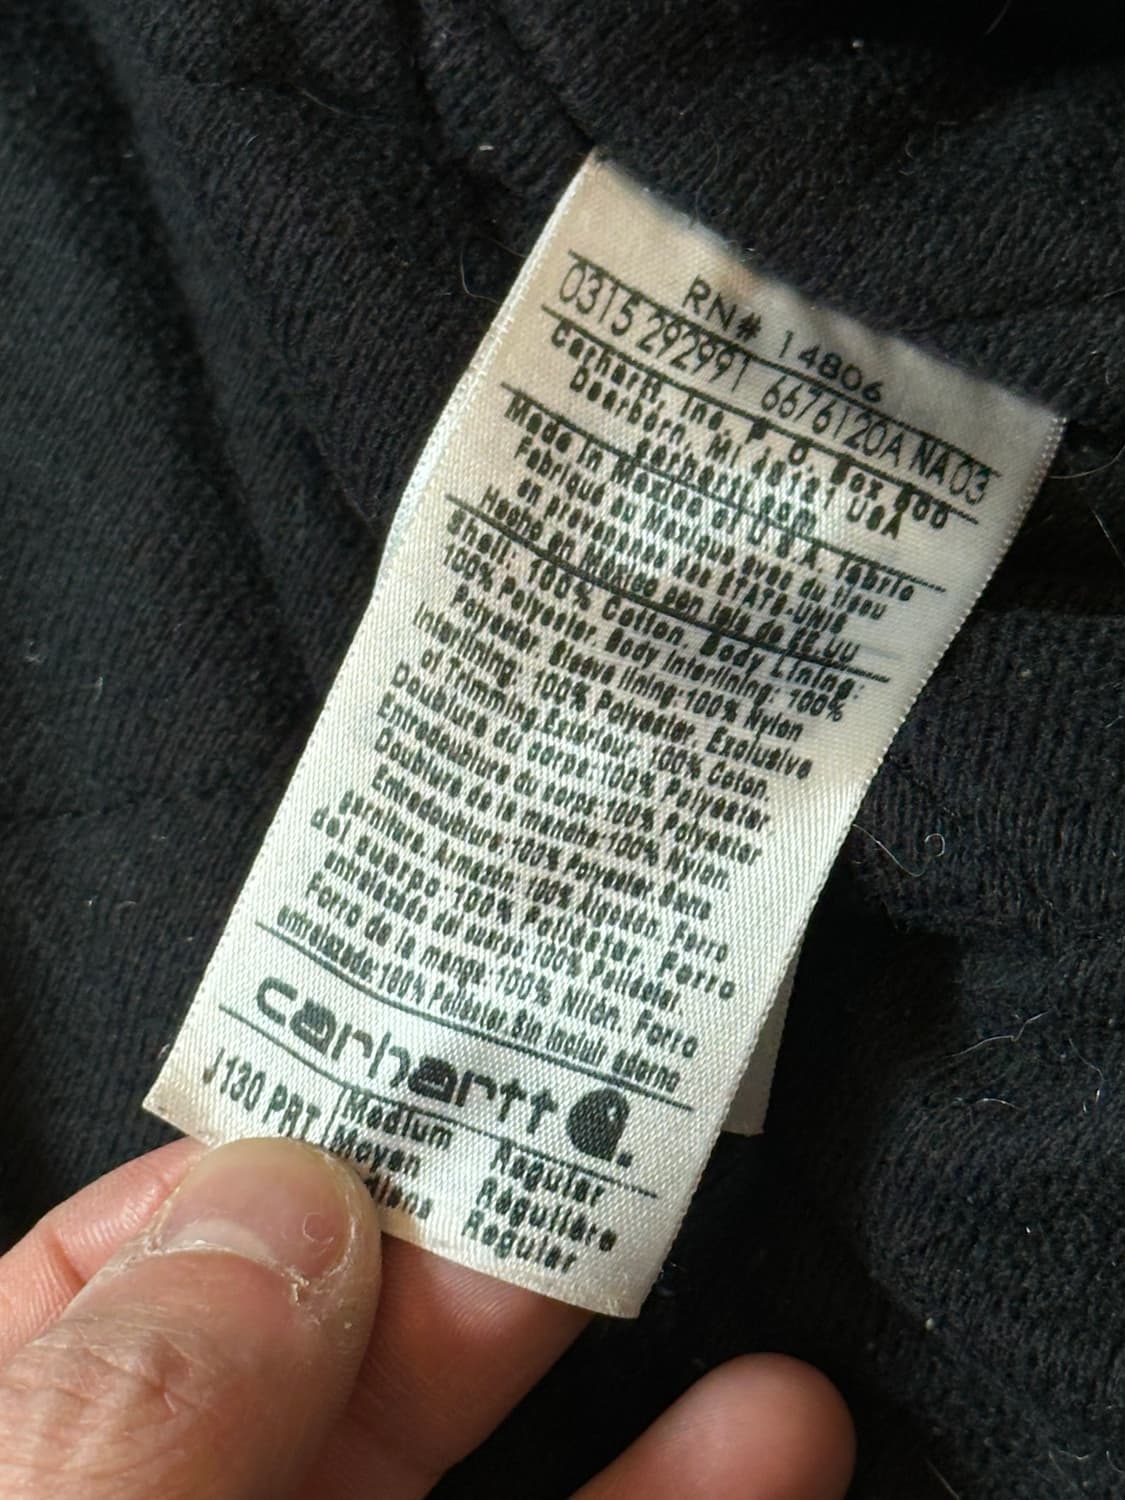 RN# 14806
0315 292991 6676120A NA 03
Carhartt, Inc. P.O. Box 600
Dearborn, MI 48121 USA
Carhartt.com
Made in Mexico of U.S.A. fabric
Fabriqué au Mexique avec du tissu
en provenance des ÉTATS-UNIS
Hecho en México con tela de EE.UU
Shell: 100% Cotton. Body Lining:
100% Polyester. Body Interlining: 100%
Polyester. Sleeve lining:100% Nylon
Interlining: 100% Polyester. Exclusive
of Trimming Extérieur: 100% Coton.
Doublure du corps:100% Polyester.
Entredoublure du corps:100% Polyester
Doublure de la manche:100% Nylon.
Entredoublure:100% Polyester. Sans
garniture. Armazón: 100% Algodón. Forro
del cuerpo:100% Poliéster. Forro
intelado del 100% Poliéster.
Forro de la manga:100% Nilon. Forro
entretelado:100% Poliéster. Sin incluir adorno
carhartt
J130 PRT Medium Regular
Moyen Régulière
Regular